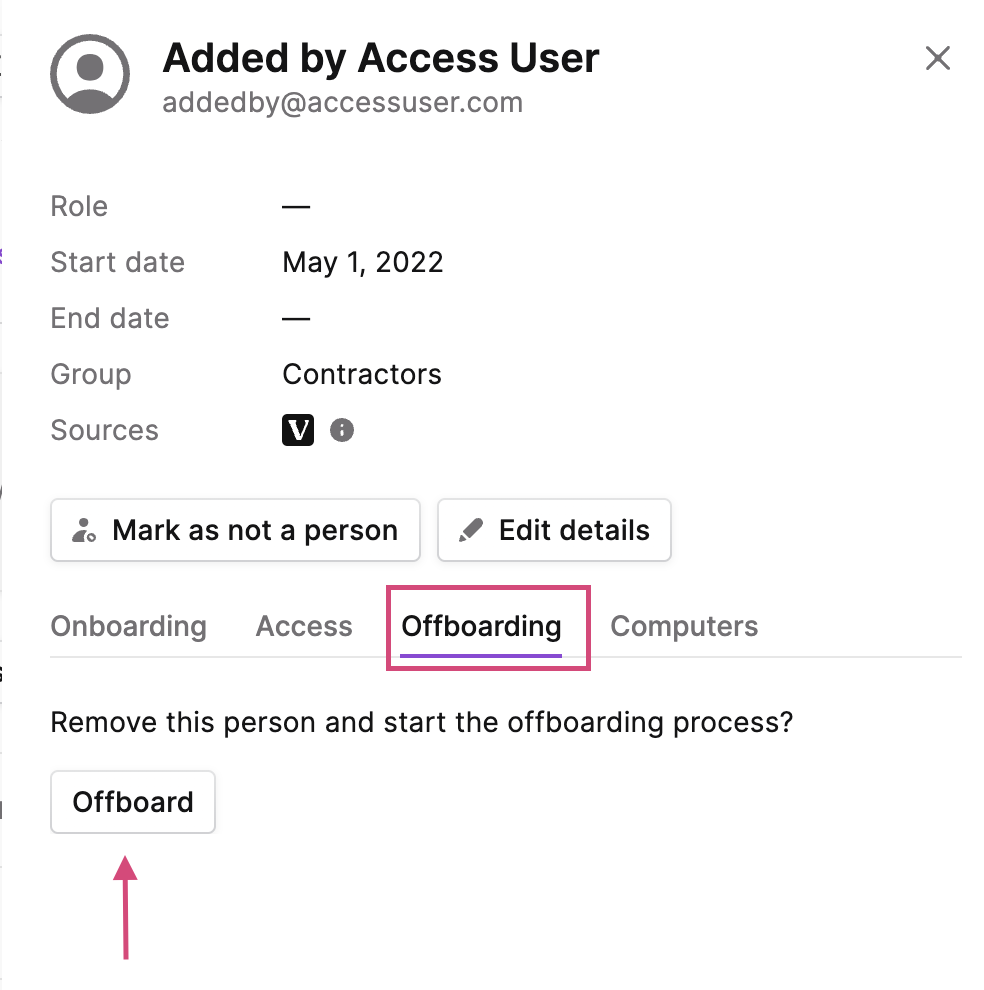 Added by Access User
addedby@accessuser.com
Role —
Start date May 1, 2022
End date —
Group Contractors
Sources V
Mark as not a person Edit details
Onboarding Access Offboarding Computers
Remove this person and start the offboarding process?
Offboard